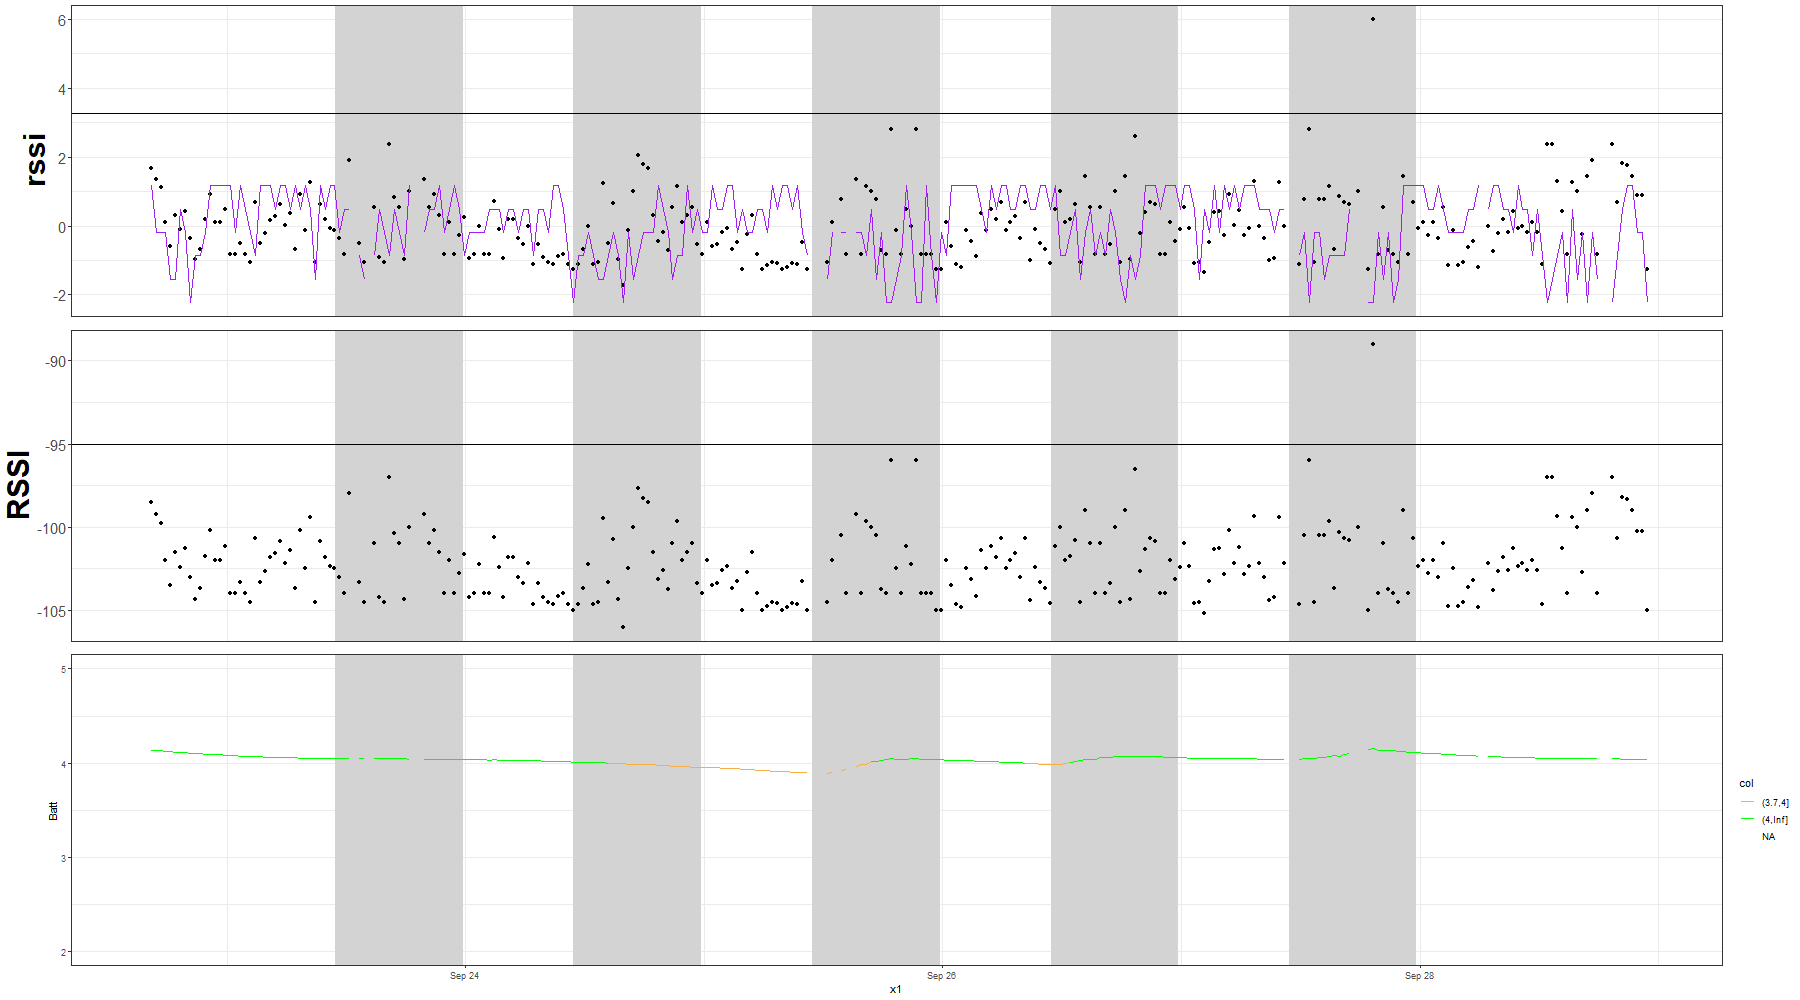 rssi
6
4
2
0
-2
RSSI
-90
-95
-100
-105
Batt
5
4
3
2
Sep 24
Sep 26
Sep 28
x1
col
(3.7,4]
(4,Inf]
NA